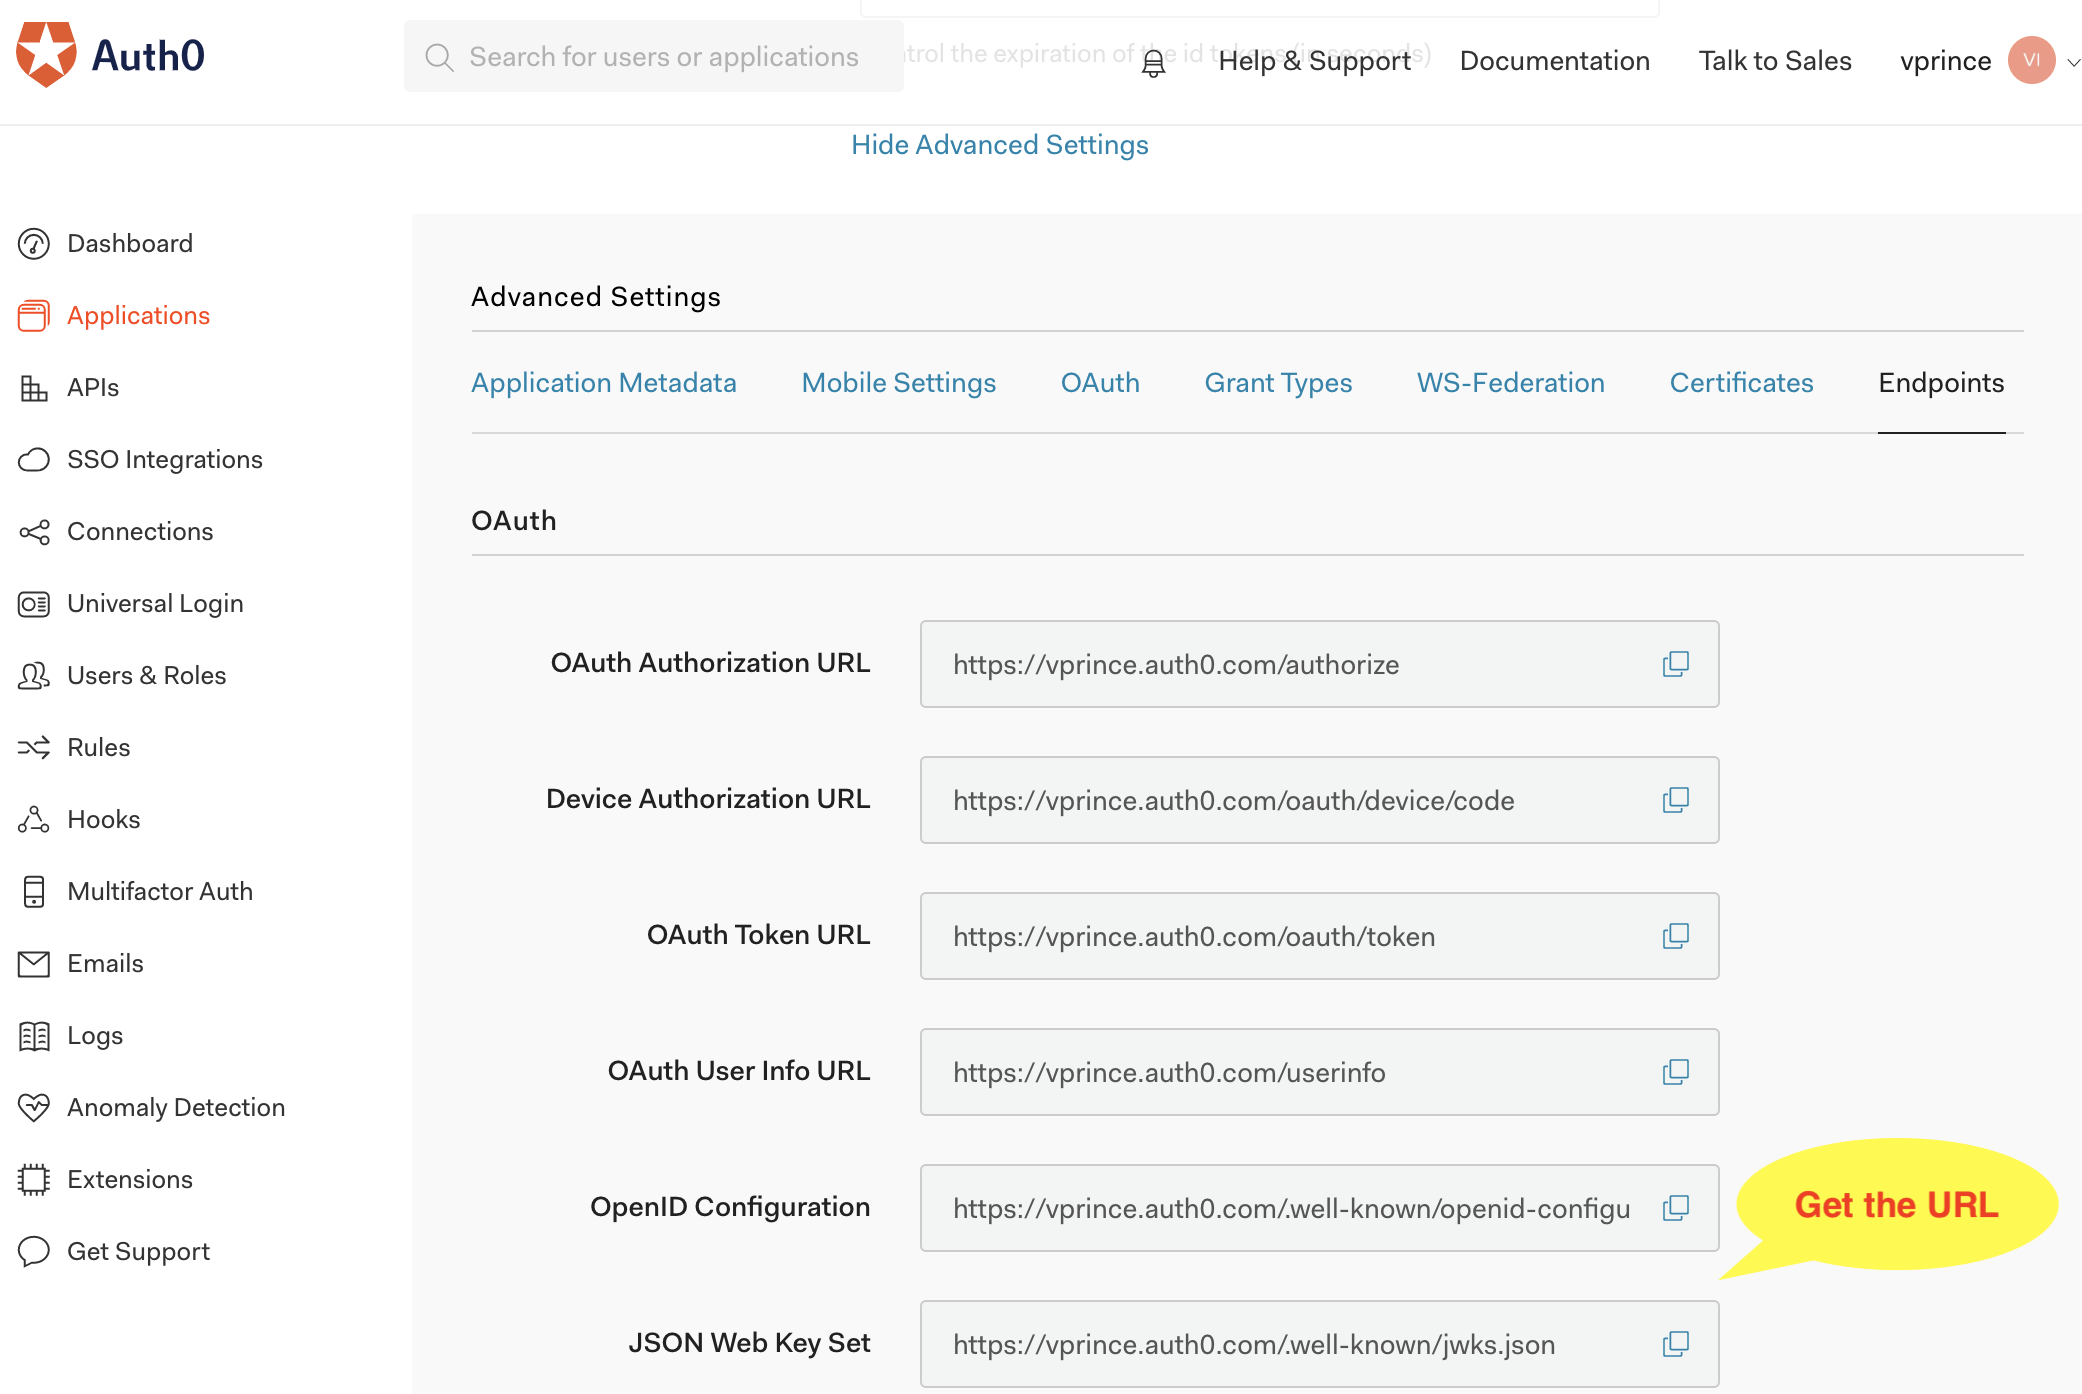 Auth0
Search for users or applications
ntrol the expiration of the id tokens (in seconds)
Help & Support
Documentation
Talk to Sales
vprince
VI
Hide Advanced Settings
Dashboard
Applications
APIs
SSO Integrations
Connections
Universal Login
Users & Roles
Rules
Hooks
Multifactor Auth
Emails
Logs
Anomaly Detection
Extensions
Get Support
Advanced Settings
Application Metadata
Mobile Settings
OAuth
Grant Types
WS-Federation
Certificates
Endpoints
OAuth
OAuth Authorization URL
https://vprince.auth0.com/authorize
Device Authorization URL
https://vprince.auth0.com/oauth/device/code
OAuth Token URL
https://vprince.auth0.com/oauth/token
OAuth User Info URL
https://vprince.auth0.com/userinfo
OpenID Configuration
https://vprince.auth0.com/.well-known/openid-configu
Get the URL
JSON Web Key Set
https://vprince.auth0.com/.well-known/jwks.json